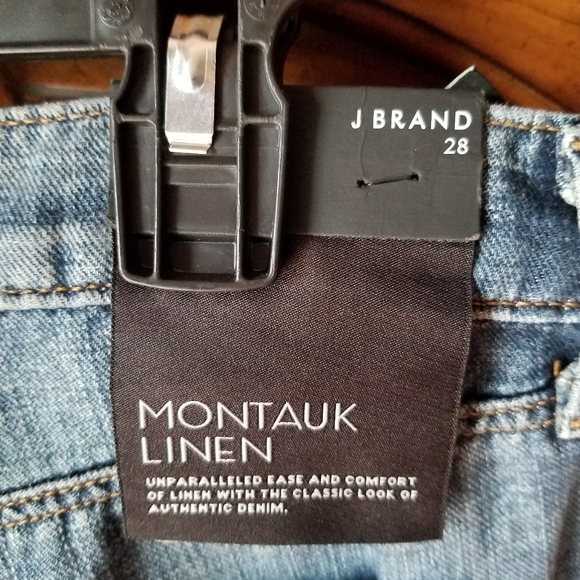 J BRAND
28
MONTAUK
LINEN
UNPARALLELED EASE AND COMFORT
OF LINEN WITH THE CLASSIC LOOK OF
AUTHENTIC DENIM.